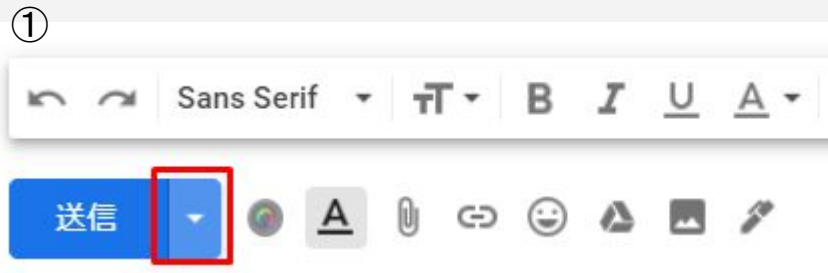 ①
Sans Serif
送信